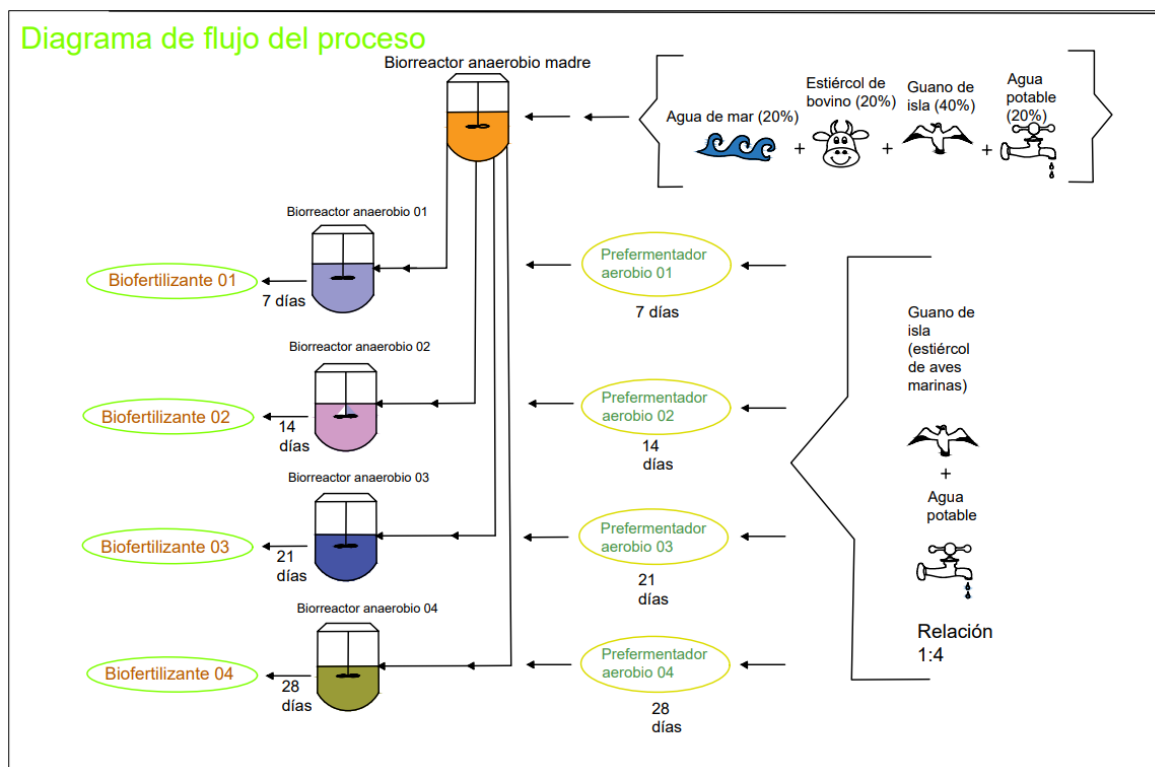 Diagrama de flujo del proceso
Biorreactor anaerobio madre
Agua de mar (20%)
Estiércol de
bovino (20%)
Guano de
isla (40%)
Agua
potable
(20%)
+
+
+
Biorreactor anaerobio 01
Biofertilizante 01
7 días
Prefermentador
aerobio 01
7 días
Biorreactor anaerobio 02
Biofertilizante 02
14
días
Prefermentador
aerobio 02
14
días
Biorreactor anaerobio 03
Biofertilizante 03
21
días
Prefermentador
aerobio 03
21
días
Biorreactor anaerobio 04
Biofertilizante 04
28
días
Prefermentador
aerobio 04
28
días
Guano de
isla
(estiércol
de aves
marinas)
+
Agua
potable
Relación
1:4